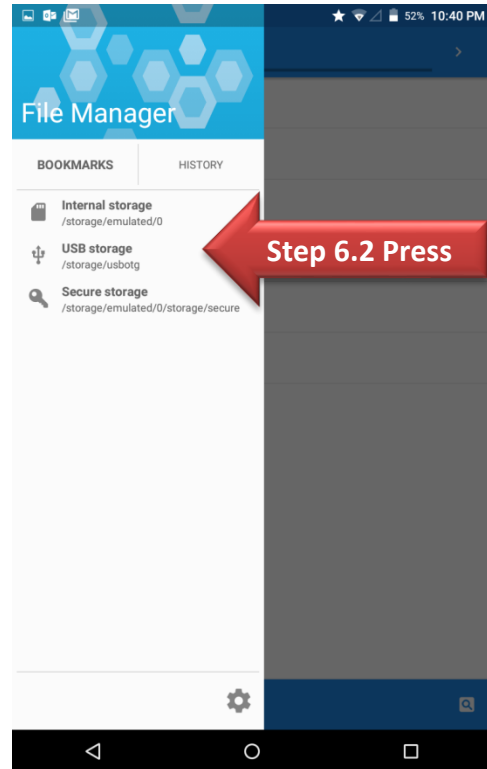 52% 10:40 PM
File Manager
BOOKMARKS HISTORY
Internal storage
/storage/emulated/0
USB storage
/storage/usbotg
Step 6.2 Press
Secure storage
/storage/emulated/0/storage/secure